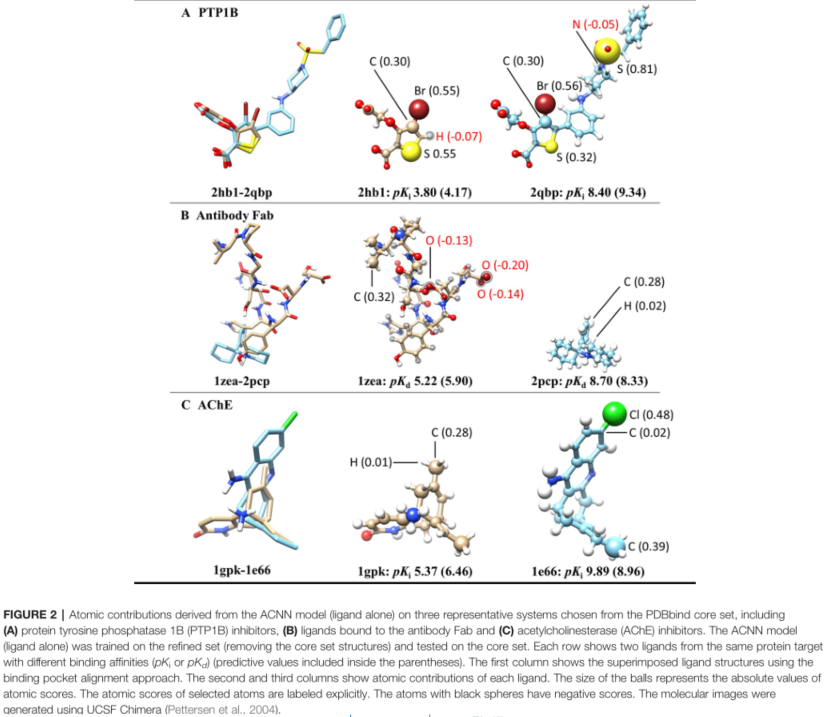 A PTP1B
N (-0.05)
C (0.30)
C (0.30)
S (0.81)
Br (0.55)
Br (0.56)
H (-0.07)
S 0.55
S (0.32)
2hb1-2qbp
2hb1: pKi 3.80 (4.17)
2qbp: pKi 8.40 (9.34)
B Antibody Fab
O (-0.13)
O (-0.20)
C (0.32)
O (-0.14)
C (0.28)
H (0.02)
1zea-2pcp
1zea: pKd 5.22 (5.90)
2pcp: pKd 8.70 (8.33)
C AChE
Cl (0.48)
C (0.28)
C (0.02)
H (0.01)
C (0.39)
1gpk-1e66
1gpk: pKi 5.37 (6.46)
1e66: pKi 9.89 (8.96)
FIGURE 2 | Atomic contributions derived from the ACNN model (ligand alone) on three representative systems chosen from the PDBbind core set, including
(A) protein tyrosine phosphatase 1B (PTP1B) inhibitors, (B) ligands bound to the antibody Fab and (C) acetylcholinesterase (AChE) inhibitors. The ACNN model
(ligand alone) was trained on the refined set (removing the core set structures) and tested on the core set. Each row shows two ligands from the same protein target
with different binding affinities (pKi or pKd) (predictive values included inside the parentheses). The first column shows the superimposed ligand structures using the
binding pocket alignment approach. The second and third columns show atomic contributions of each ligand. The size of the balls represents the absolute values of
atomic scores. The atomic scores of selected atoms are labeled explicitly. The atoms with black spheres have negative scores. The molecular images were
generated using UCSF Chimera (Pettersen et al., 2004).